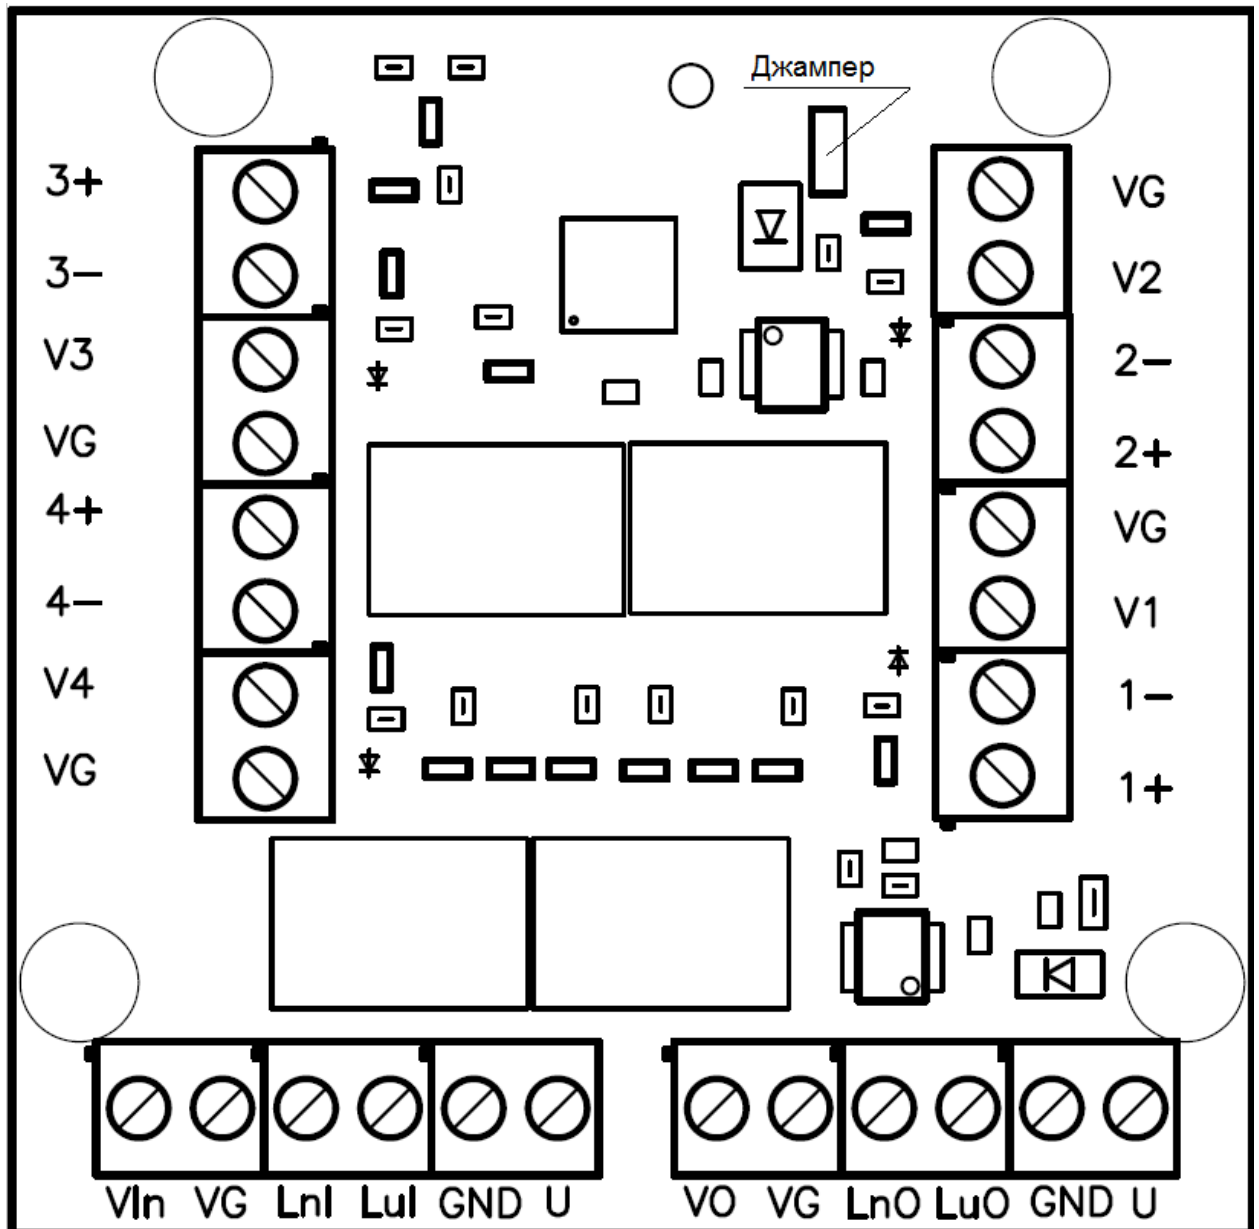 Джампер
3+
3-
V3
VG
4+
4-
V4
VG
VG
V2
2-
2+
VG
V1
1-
1+
VIn VG LnI LuI GND U
VO VG LnO LuO GND U